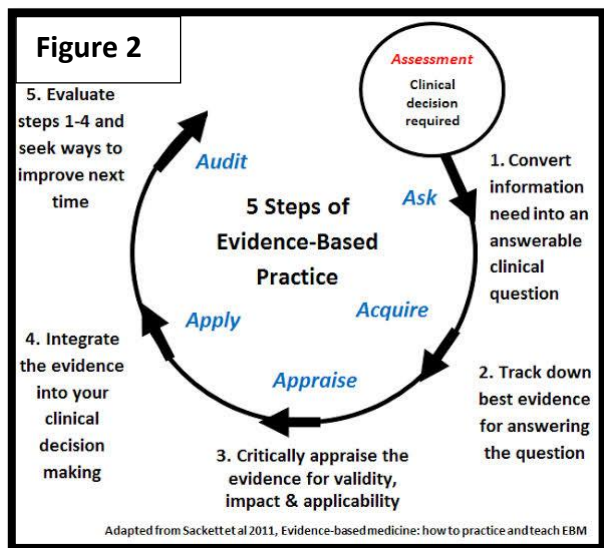 Figure 2
Assessment
Clinical
decision
required
5. Evaluate
steps 1-4 and
seek ways to
improve next
time
Audit
Ask
1. Convert
information
need into an
answerable
clinical
question
5 Steps of
Evidence-Based
Practice
Apply
Acquire
Appraise
4. Integrate
the evidence
into your
clinical
decision
making
2. Track down
best evidence
for answering
the question
3. Critically appraise the
evidence for validity,
impact & applicability
Adapted from Sackett et al 2011, Evidence-based medicine: how to practice and teach EBM